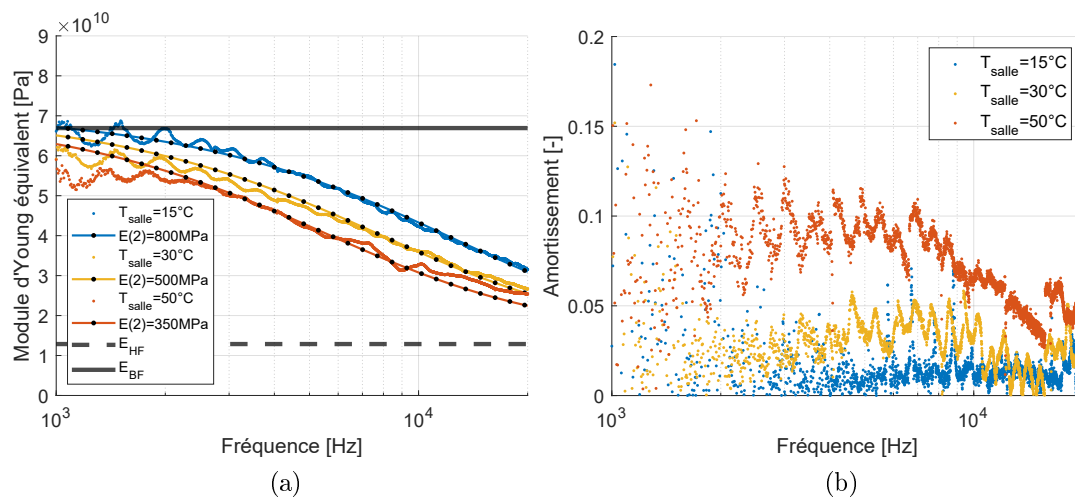 ×10^10
9
8
7
6
5
4
3
2
1
0
Module d'Young équivalent [Pa]
T_salle=15°C
E(2)=800MPa
T_salle=30°C
E(2)=500MPa
T_salle=50°C
E(2)=350MPa
E_HF
E_BF
10^3
10^4
Fréquence [Hz]
(a)
0.2
0.15
0.1
0.05
0
Amortissement [-]
T_salle=15°C
T_salle=30°C
T_salle=50°C
10^3
10^4
Fréquence [Hz]
(b)